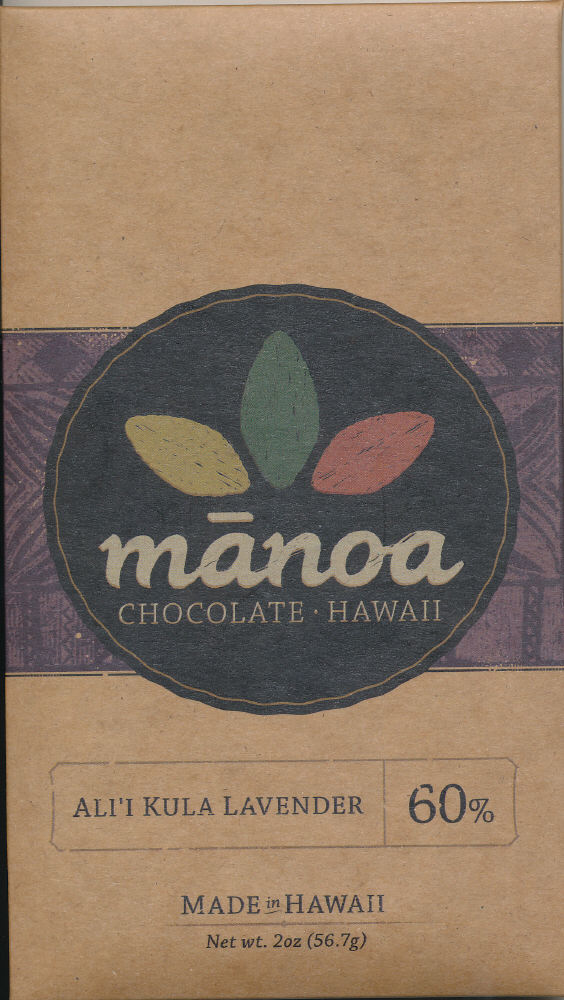 mānoa
CHOCOLATE · HAWAII
ALI'I KULA LAVENDER
60%
MADE in HAWAII
Net wt. 2oz (56.7g)